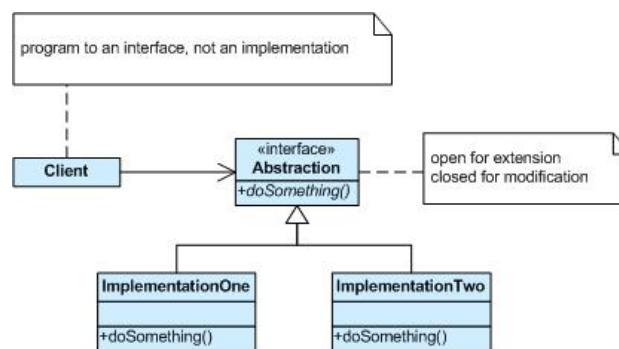 program to an interface, not an implementation
«interface»
Client
Abstraction
+doSomething()
open for extension
closed for modification
ImplementationOne
+doSomething()
ImplementationTwo
+doSomething()